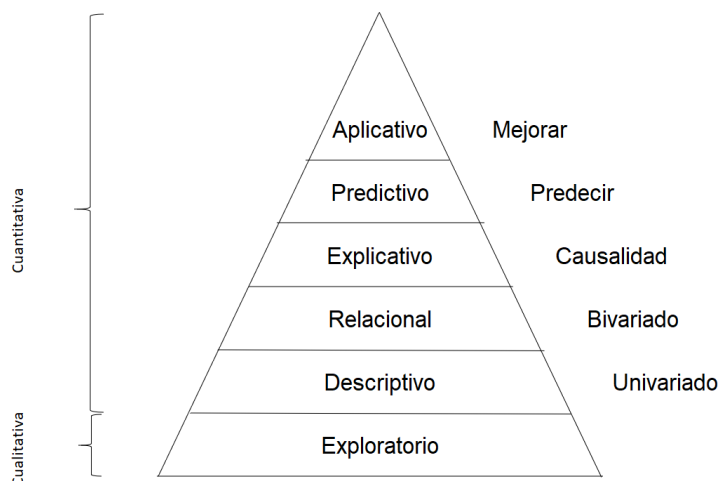 Aplicativo Mejorar
Predictivo Predecir
Cuantitativa
Explicativo Causalidad
Relacional Bivariado
Descriptivo Univariado
Cualitativa
Exploratorio